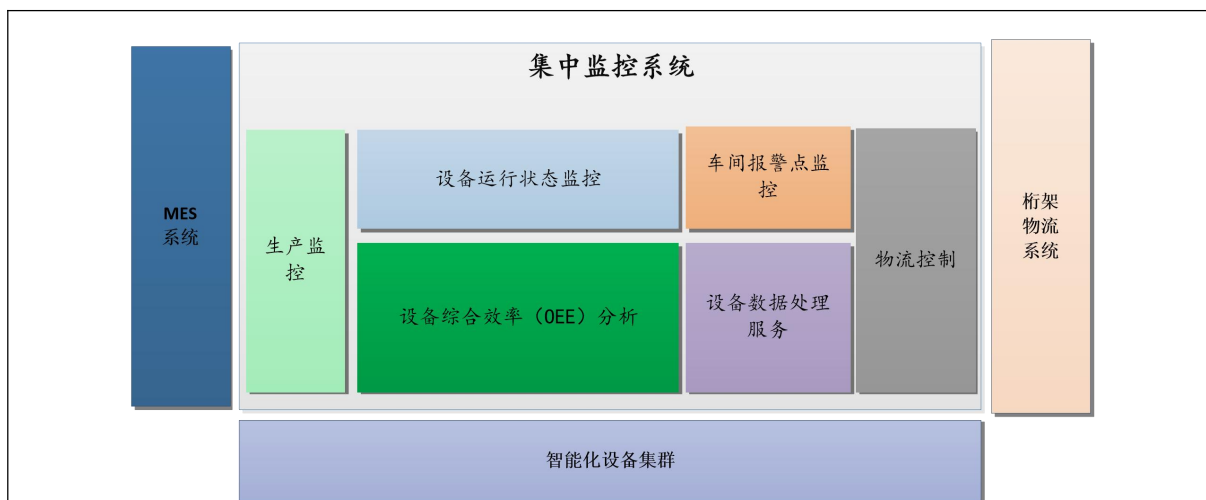 集中监控系统
MES
系统
生产监
控
设备运行状态监控
设备综合效率（OEE）分析
车间报警点监
控
设备数据处理
服务
物流控制
桁架
物流
系统
智能化设备集群